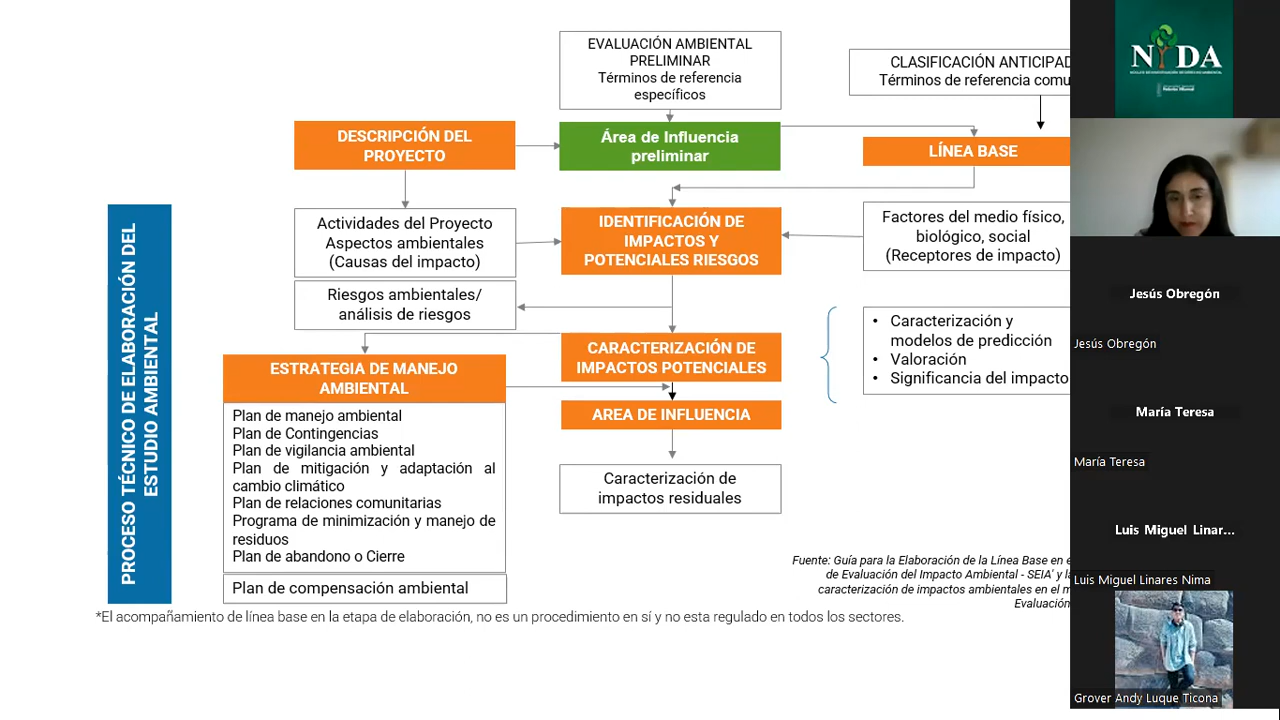 EVALUACIÓN AMBIENTAL
PRELIMINAR
Términos de referencia
específicos
CLASIFICACIÓN ANTICIPAD
Términos de referencia comu
DESCRIPCIÓN DEL
PROYECTO
Área de Influencia
preliminar
LÍNEA BASE
Actividades del Proyecto
Aspectos ambientales
(Causas del impacto)
IDENTIFICACIÓN DE
IMPACTOS Y
POTENCIALES RIESGOS
Factores del medio físico,
biológico, social
(Receptores de impacto)
Riesgos ambientales/
análisis de riesgos
CARACTERIZACIÓN DE
IMPACTOS POTENCIALES
• Caracterización y
modelos de predicción
• Valoración
• Significancia del impacto
ESTRATEGIA DE MANEJO
AMBIENTAL
AREA DE INFLUENCIA
Plan de manejo ambiental
Plan de Contingencias
Plan de vigilancia ambiental
Plan de mitigación y adaptación al
cambio climático
Plan de relaciones comunitarias
Programa de minimización y manejo de
residuos
Plan de abandono o Cierre
Plan de compensación ambiental
Caracterización de
impactos residuales
PROCESO TÉCNICO DE ELABORACIÓN DEL
ESTUDIO AMBIENTAL
Fuente: Guía para la Elaboración de la Línea Base en e
de Evaluación del Impacto Ambiental - SEIA' y la
caracterización de impactos ambientales en el m
Evaluación
*El acompañamiento de línea base en la etapa de elaboración, no es un procedimiento en sí y no esta regulado en todos los sectores.
NIDA
Jesús Obregón
Jesús Obregón
María Teresa
María Teresa
Luis Miguel Linar...
Luis Miguel Linares Nima
Grover Andy Luque Ticona